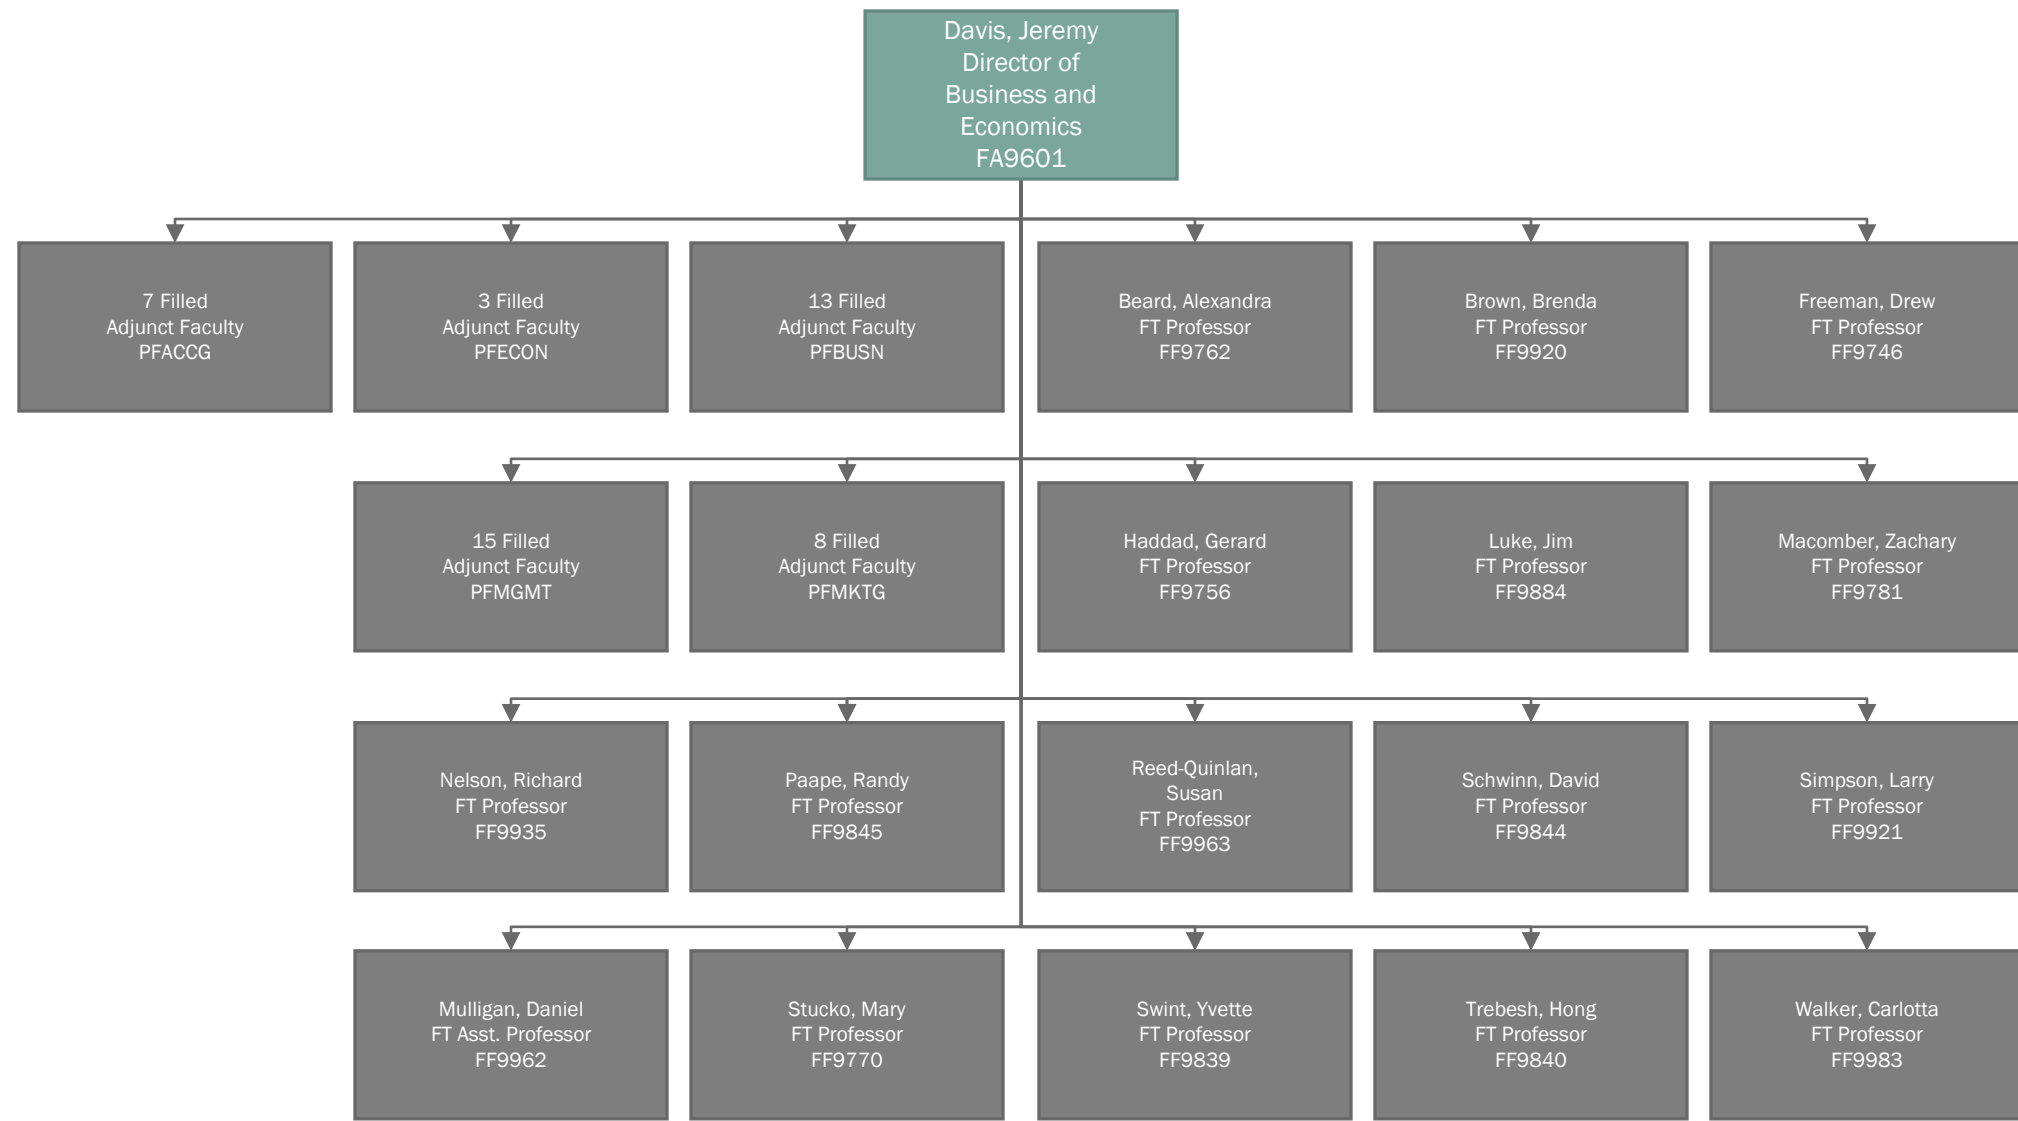 Davis, Jeremy
Director of
Business and
Economics
FA9601
7 Filled
Adjunct Faculty
PFACCG
3 Filled
Adjunct Faculty
PFECON
13 Filled
Adjunct Faculty
PFBUSN
Beard, Alexandra
FT Professor
FF9762
Brown, Brenda
FT Professor
FF9920
Freeman, Drew
FT Professor
FF9746
15 Filled
Adjunct Faculty
PFMGMT
8 Filled
Adjunct Faculty
PFMKTG
Haddad, Gerard
FT Professor
FF9756
Luke, Jim
FT Professor
FF9884
Macomber, Zachary
FT Professor
FF9781
Nelson, Richard
FT Professor
FF9935
Paape, Randy
FT Professor
FF9845
Reed-Quinlan,
Susan
FT Professor
FF9963
Schwinn, David
FT Professor
FF9844
Simpson, Larry
FT Professor
FF9921
Mulligan, Daniel
FT Asst. Professor
FF9962
Stucko, Mary
FT Professor
FF9770
Swint, Yvette
FT Professor
FF9839
Trebesh, Hong
FT Professor
FF9840
Walker, Carlotta
FT Professor
FF9983